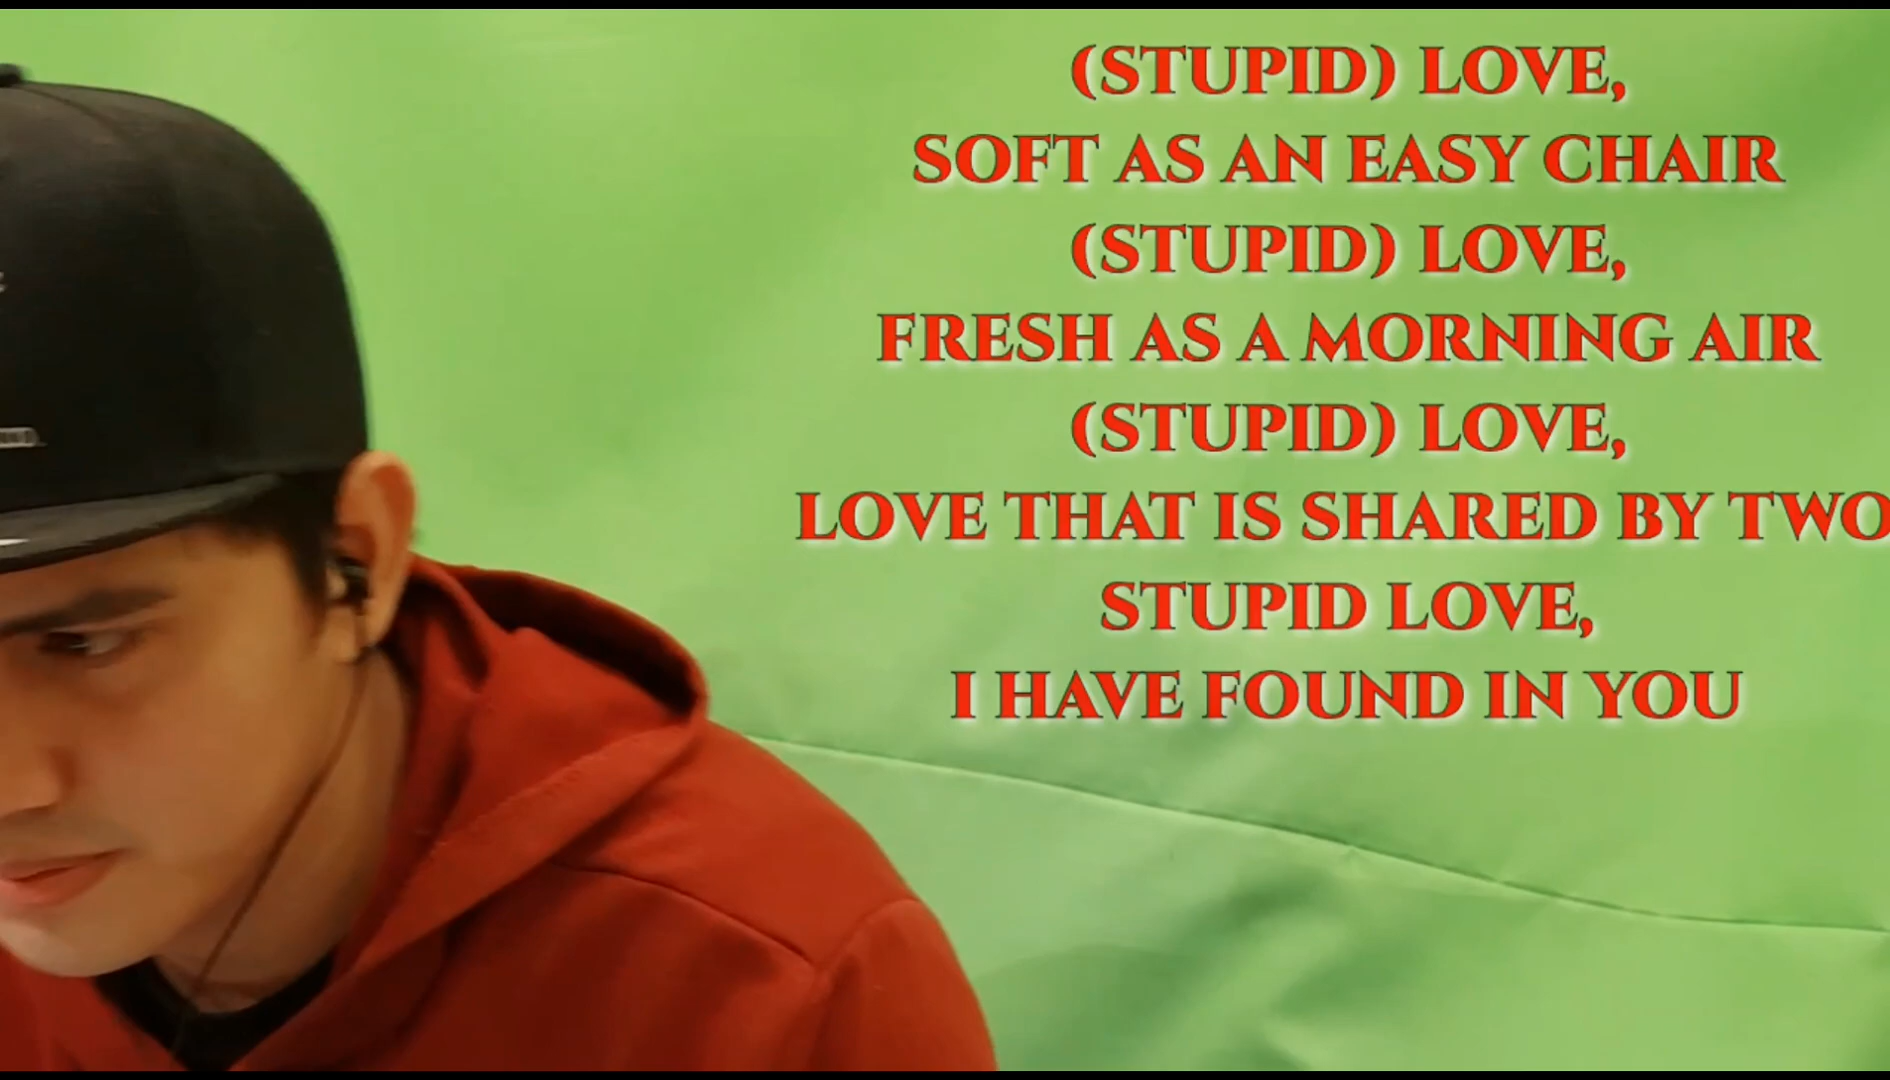 (STUPID) LOVE,
SOFT AS AN EASY CHAIR
(STUPID) LOVE,
FRESH AS A MORNING AIR
(STUPID) LOVE,
LOVE THAT IS SHARED BY TWO
STUPID LOVE,
I HAVE FOUND IN YOU